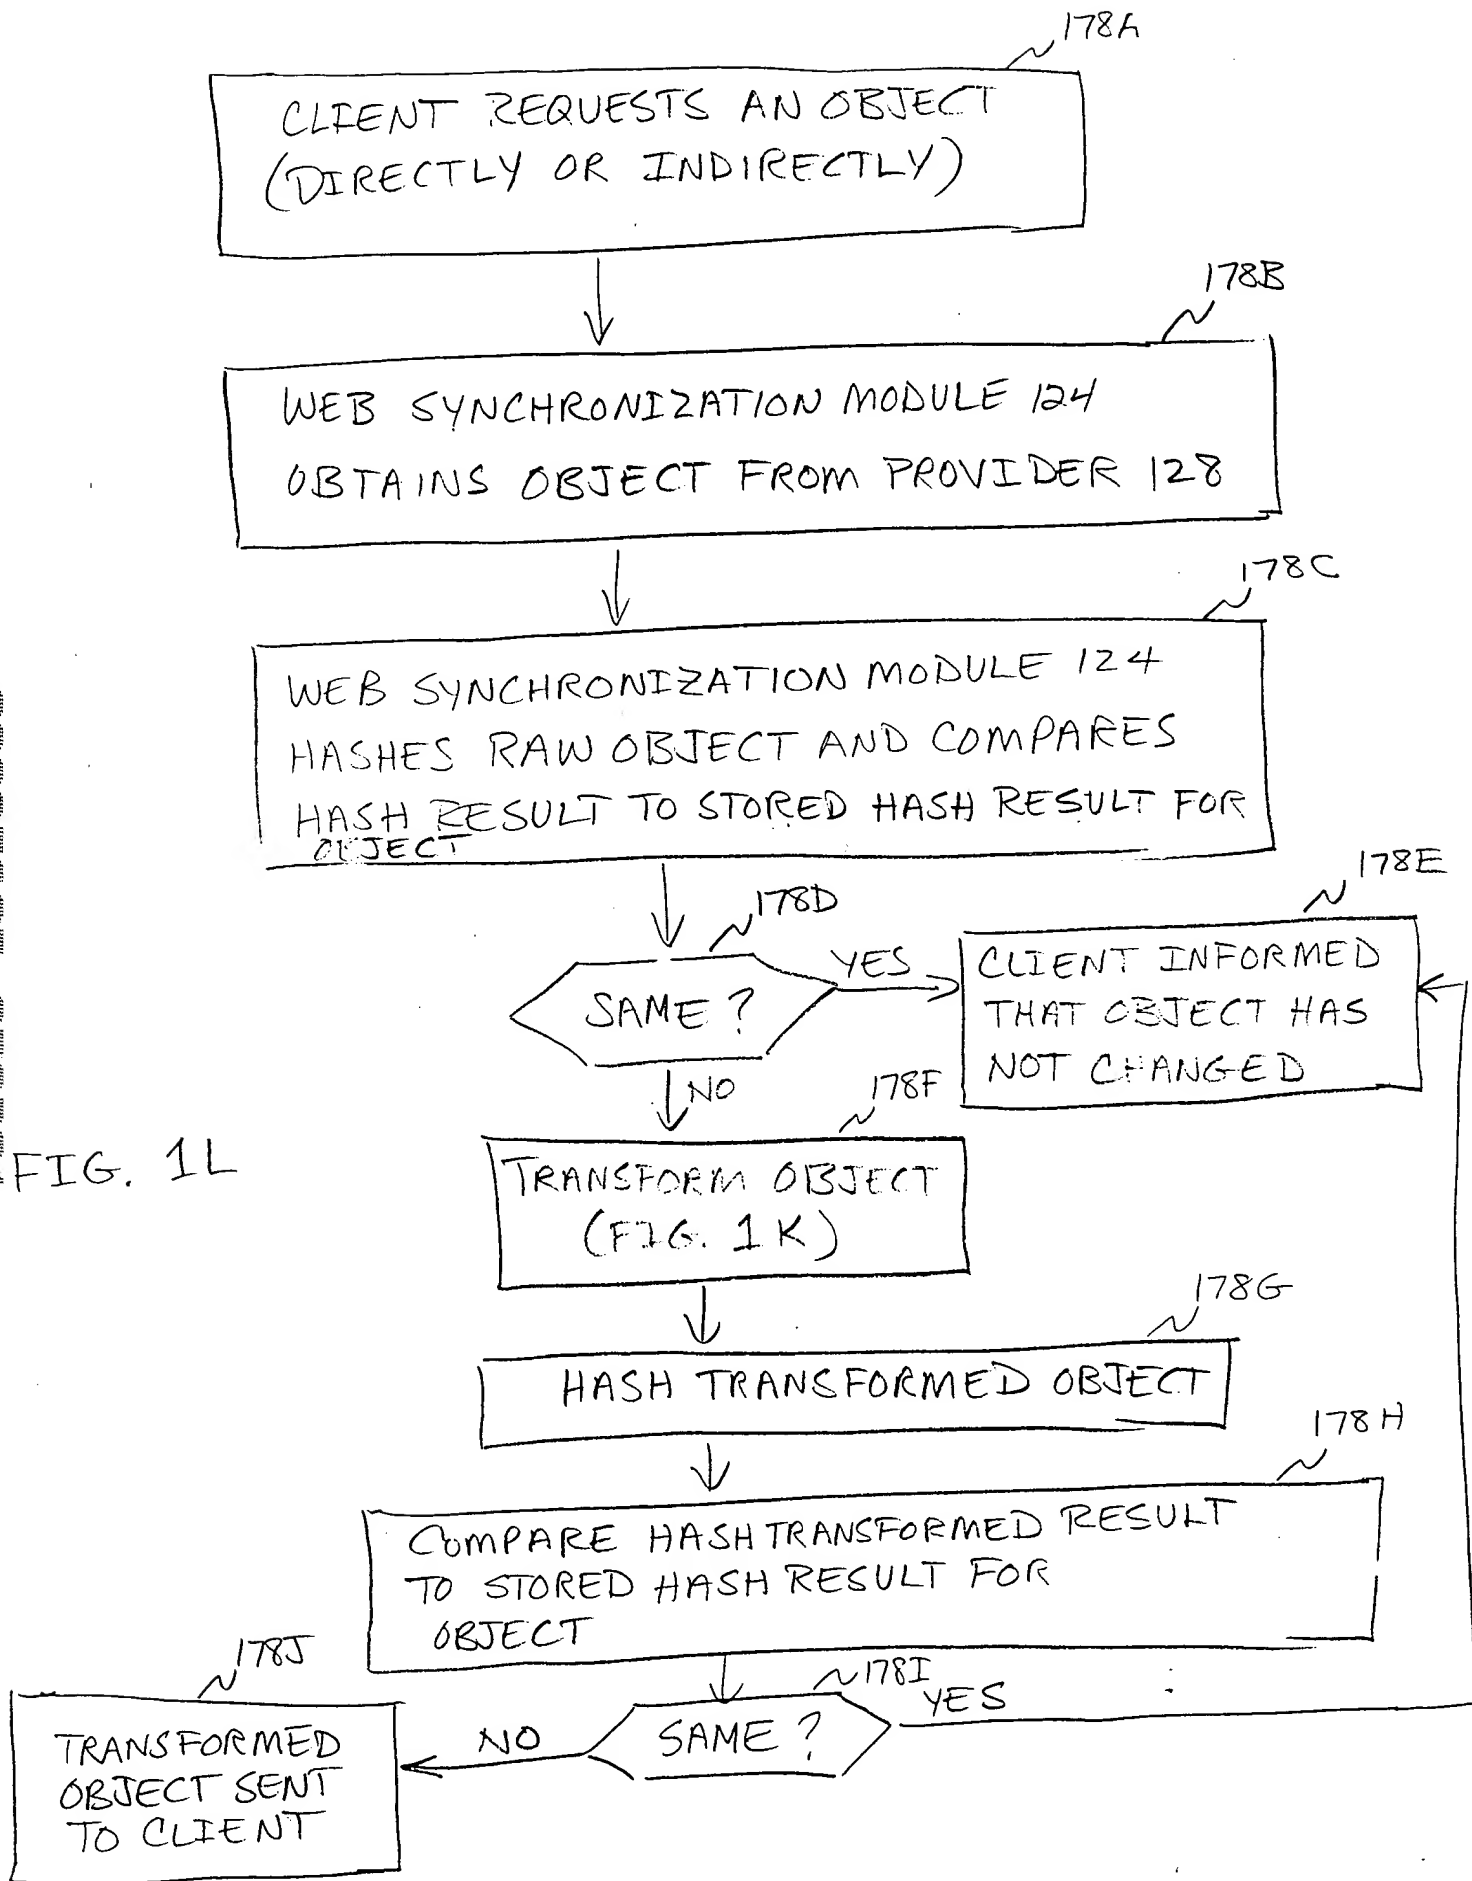 178A
CLIENT REQUESTS AN OBJECT
(DIRECTLY OR INDIRECTLY)
178B
WEB SYNCHRONIZATION MODULE 124
OBTAINS OBJECT FROM PROVIDER 128
178C
WEB SYNCHRONIZATION MODULE 124
HASHES RAW OBJECT AND COMPARES
HASH RESULT TO STORED HASH RESULT FOR
OBJECT
178D
SAME ?
YES
178E
CLIENT INFORMED
THAT OBJECT HAS
NOT CHANGED
NO
178F
TRANSFORM OBJECT
(FIG. 1K)
FIG. 1L
178G
HASH TRANSFORMED OBJECT
178H
COMPARE HASH TRANSFORMED RESULT
TO STORED HASH RESULT FOR
OBJECT
178I
SAME ?
YES
NO
178J
TRANSFORMED
OBJECT SENT
TO CLIENT